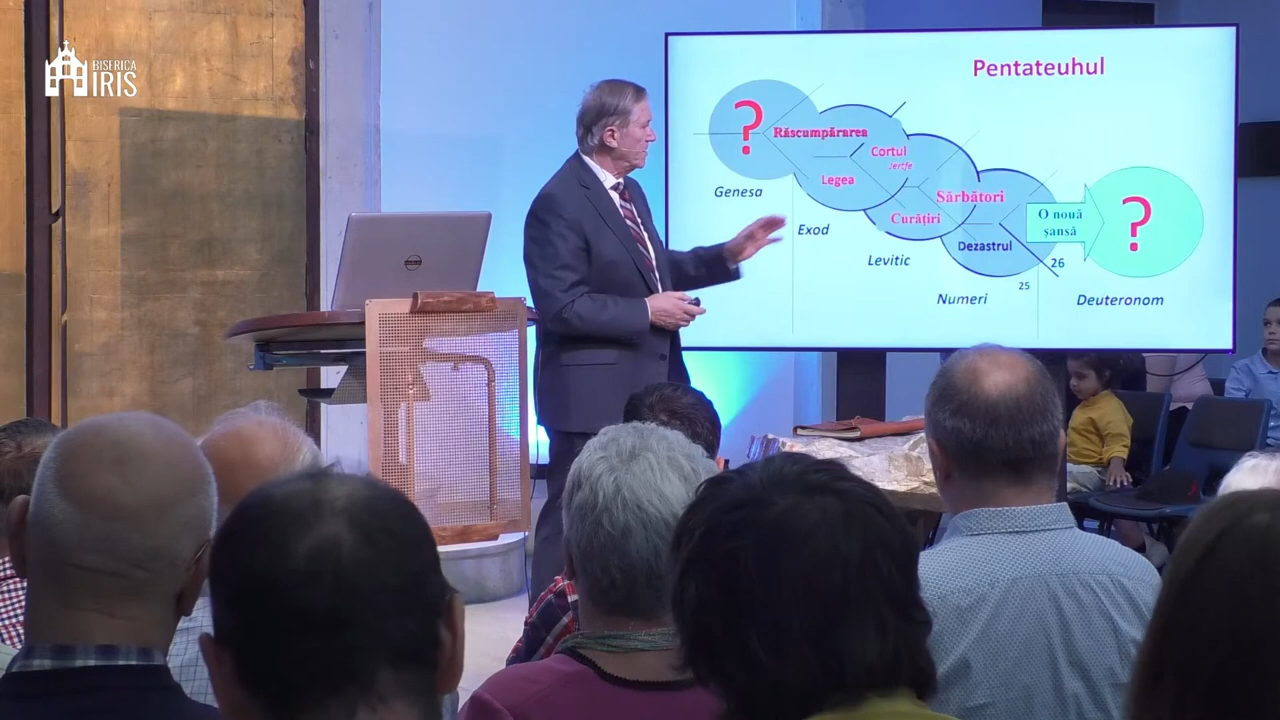 BISERICA
IRIS
Pentateuhul
?
Răscumpărarea
Cortul
Jertfe
Legea
Genesa
Sărbători
Curățiri
Exod
O nouă
șansă
?
Dezastrul
Levitic
26
25
Numeri
Deuteronom